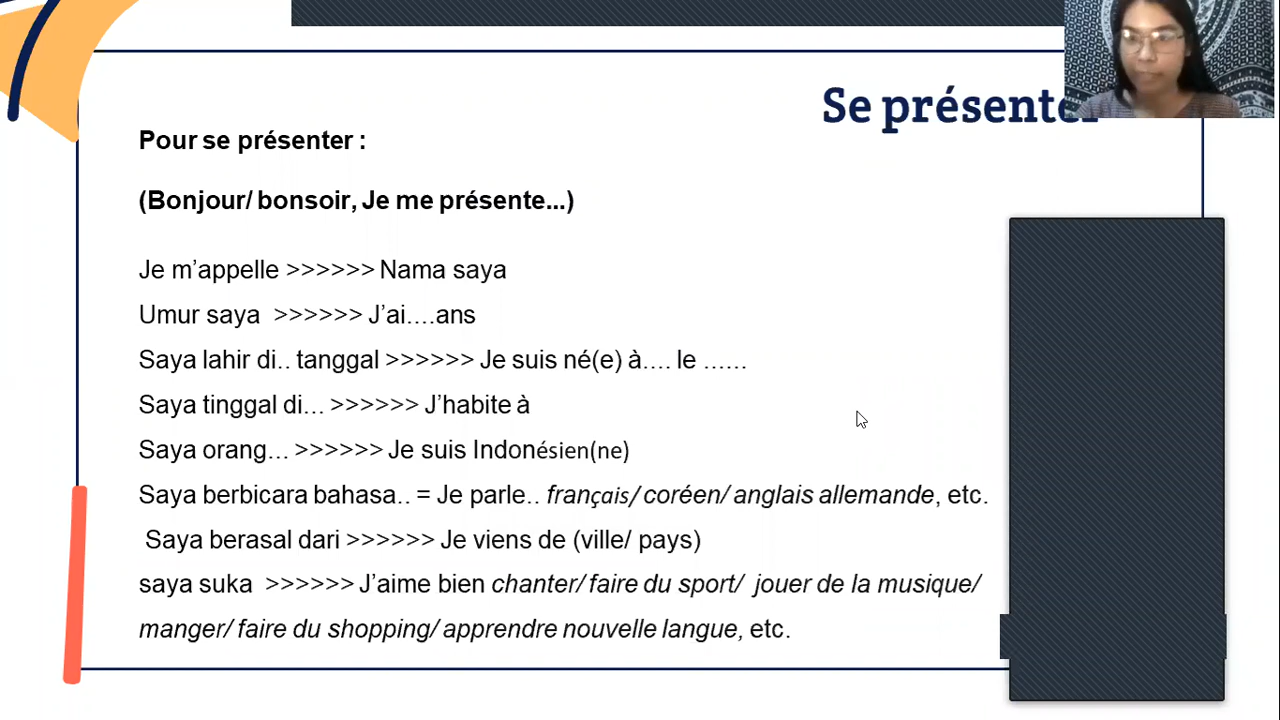 Se présenter
Pour se présenter :
(Bonjour/ bonsoir, Je me présente...)
Je m’appelle >>>>>> Nama saya
Umur saya >>>>>> J’ai....ans
Saya lahir di.. tanggal >>>>>> Je suis né(e) à.... le ......
Saya tinggal di... >>>>>> J’habite à
Saya orang... >>>>>> Je suis Indonésien(ne)
Saya berbicara bahasa.. = Je parle.. français/ coréen/ anglais allemande, etc.
Saya berasal dari >>>>>> Je viens de (ville/ pays)
saya suka >>>>>> J’aime bien chanter/ faire du sport/ jouer de la musique/
manger/ faire du shopping/ apprendre nouvelle langue, etc.